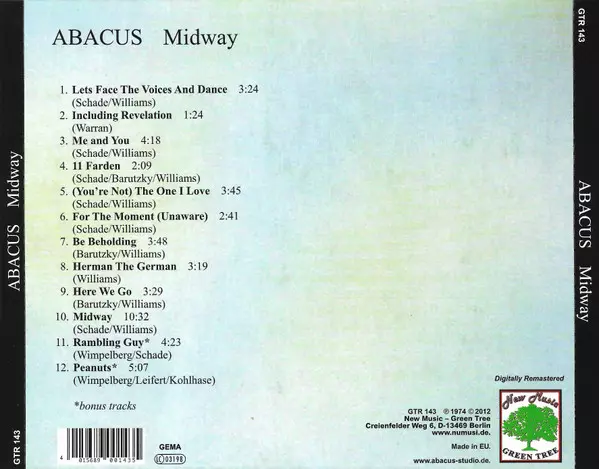 ABACUS Midway
1. Lets Face The Voices And Dance 3:24
(Schade/Williams)
2. Including Revelation 1:24
(Warran)
3. Me and You 4:18
(Schade/Williams)
4. 11 Farden 2:09
(Schade/Barutzky/Williams)
5. (You're Not) The One I Love 3:45
(Schade/Williams)
6. For The Moment (Unaware) 2:41
(Schade/Williams)
7. Be Beholding 3:48
(Barutzky/Williams)
8. Herman The German 3:19
(Williams)
9. Here We Go 3:29
(Barutzky/Williams)
10. Midway 10:32
(Schade/Williams)
11. Rambling Guy* 4:23
(Wimpelberg/Schade)
12. Peanuts* 5:07
(Wimpelberg/Leifert/Kohlhase)
*bonus tracks
4 015689 001435
GEMA
LC 03198
GTR 143 ℗ 1974 © 2012
New Music – Green Tree
Creienfelder Weg 6, D-13469 Berlin
www.numusi.de
Made in EU.
www.abacus-studio.de.
Digitally Remastered
New Music
GREEN TREE
ABACUS Midway
GTR 143
GTR 143
ABACUS Midway